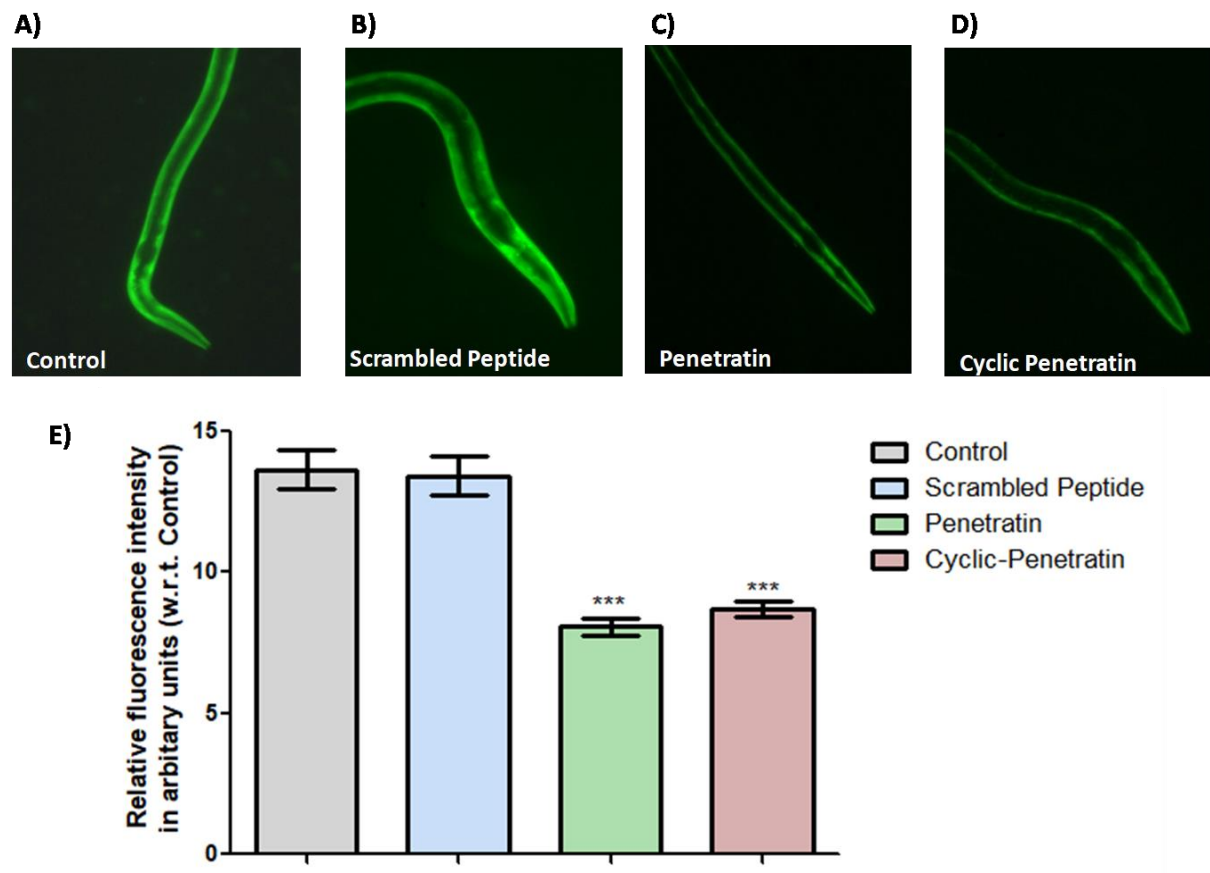 A)
B)
C)
D)
Control
Scrambled Peptide
Penetratin
Cyclic Penetratin
E)
Relative fluorescence intensity
in arbitary units (w.r.t. Control)
15
10
5
0
***
***
Control
Scrambled Peptide
Penetratin
Cyclic-Penetratin